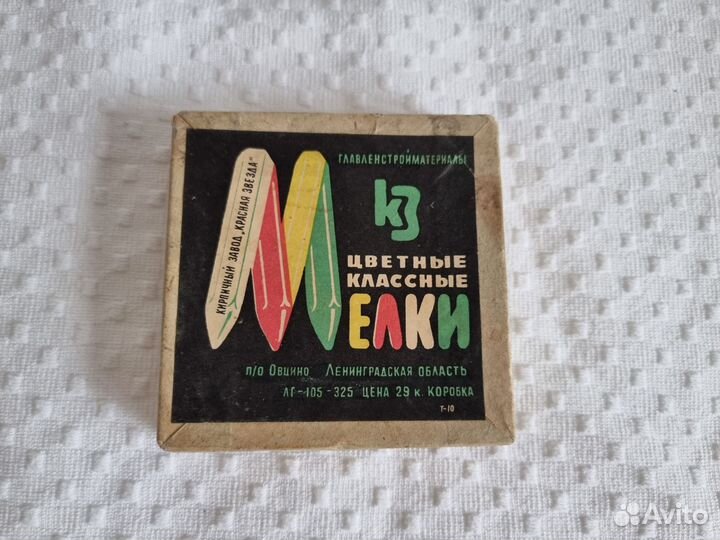 ГЛАВЛЕНСТРОЙМАТЕРИАЛЫ
КИРПИЧНЫЙ ЗАВОД „КРАСНАЯ ЗВЕЗДА"
КЗ
ЦВЕТНЫЕ
КЛАССНЫЕ
МЕЛКИ
п/о Овцино Ленинградская область
ЛГ-105-325 ЦЕНА 29 к. КОРОБКА
Т-10
Avito